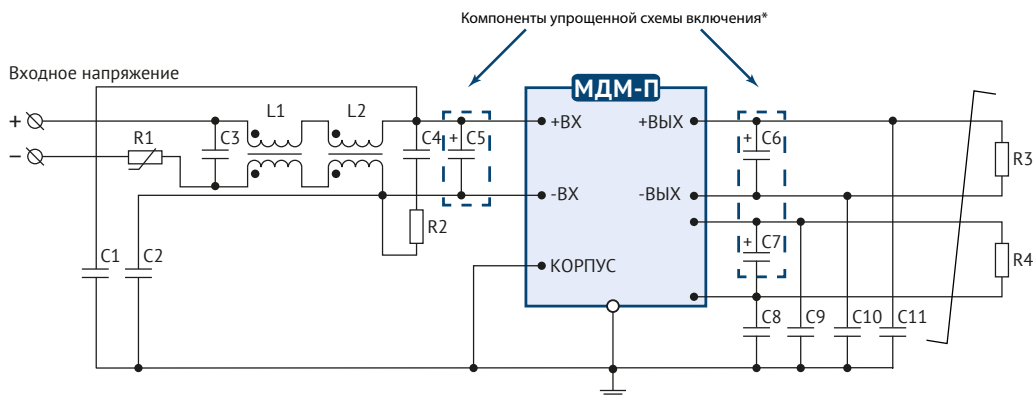 Компоненты упрощенной схемы включения*
Входное напряжение
МДМ-П
L1 L2
+
R1 C3 C4 + C5 +ВХ +ВЫХ + C6 R3
−
-ВХ -ВЫХ
R2 + C7
C1 C2 КОРПУС R4
C8 C9 C10 C11